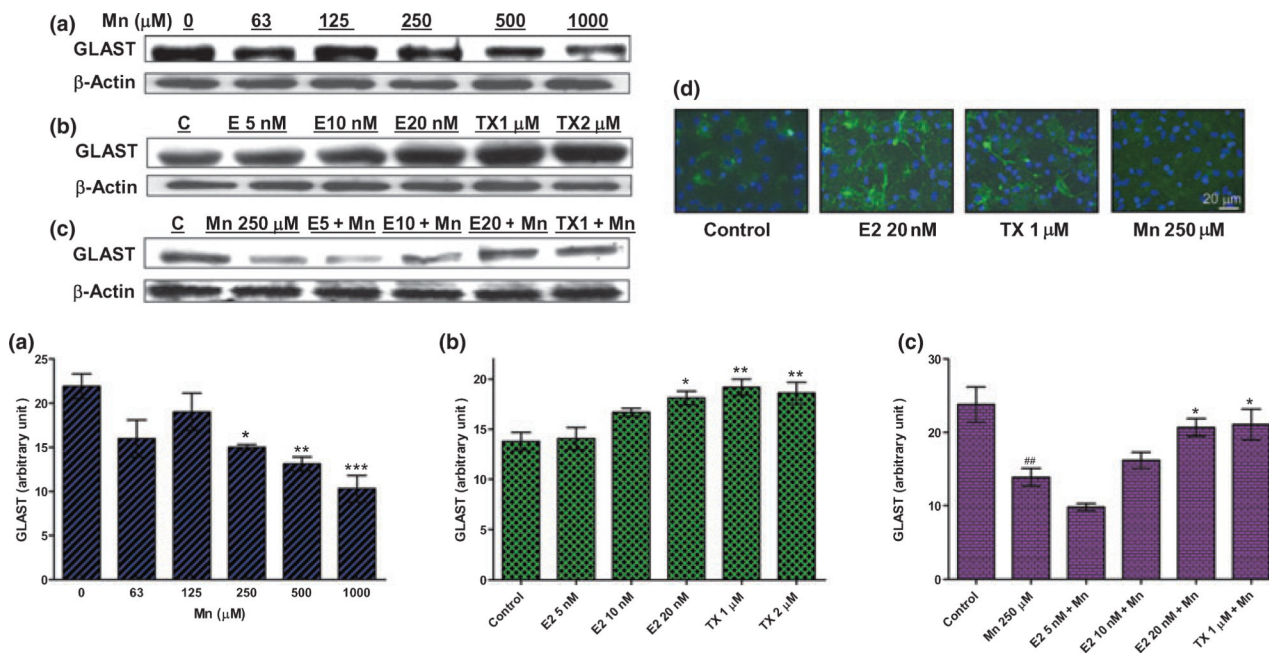 (a) Mn (μM) 0 63 125 250 500 1000
GLAST
β-Actin
(b) C E 5 nM E10 nM E20 nM TX1 μM TX2 μM
GLAST
β-Actin
(c) C Mn 250 μM E5 + Mn E10 + Mn E20 + Mn TX1 + Mn
GLAST
β-Actin
(d)
20 μm
Control E2 20 nM TX 1 μM Mn 250 μM
(a)
GLAST (arbitrary unit)
25
20
15
10
5
0
*
**
***
0 63 125 250 500 1000
Mn (μM)
(b)
GLAST (arbitrary unit)
20
15
10
5
0
*
**
**
Control E2 5 nM E2 10 nM E2 20 nM TX 1 μM TX 2 μM
(c)
GLAST (arbitrary unit)
30
20
10
0
##
*
*
Control Mn 250 μM E2 5 nM + Mn E2 10 nM + Mn E2 20 nM + Mn TX 1 μM + Mn